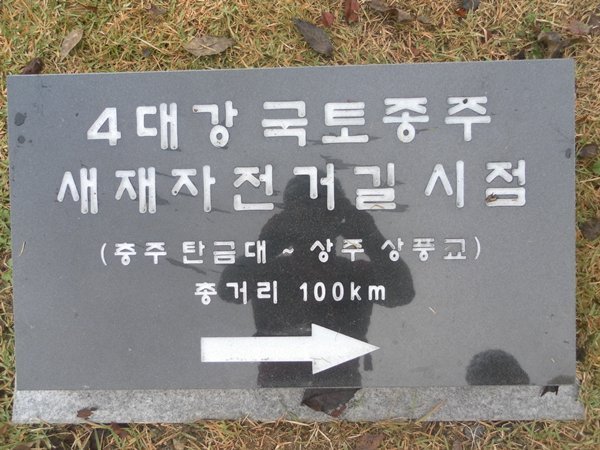 4대강 국토종주
새재자전거길 시점
(충주 탄금대 ~ 상주 상풍교)
총거리 100km